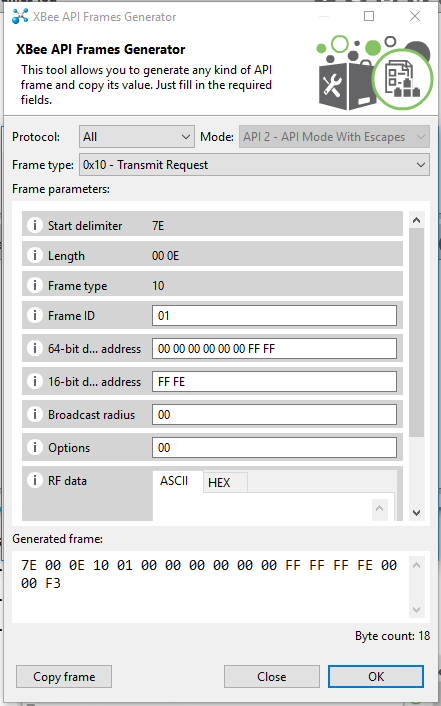 XBee API Frames Generator
XBee API Frames Generator
This tool allows you to generate any kind of API
frame and copy its value. Just fill in the required
fields.
Protocol: All Mode: API 2 - API Mode With Escapes
Frame type: 0x10 - Transmit Request
Frame parameters:
i Start delimiter 7E
i Length 00 0E
i Frame type 10
i Frame ID 01
i 64-bit d... address 00 00 00 00 00 00 FF FF
i 16-bit d... address FF FE
i Broadcast radius 00
i Options 00
i RF data ASCII HEX
Generated frame:
7E 00 0E 10 01 00 00 00 00 00 00 FF FF FF FE 00
00 F3
Byte count: 18
Copy frame Close OK